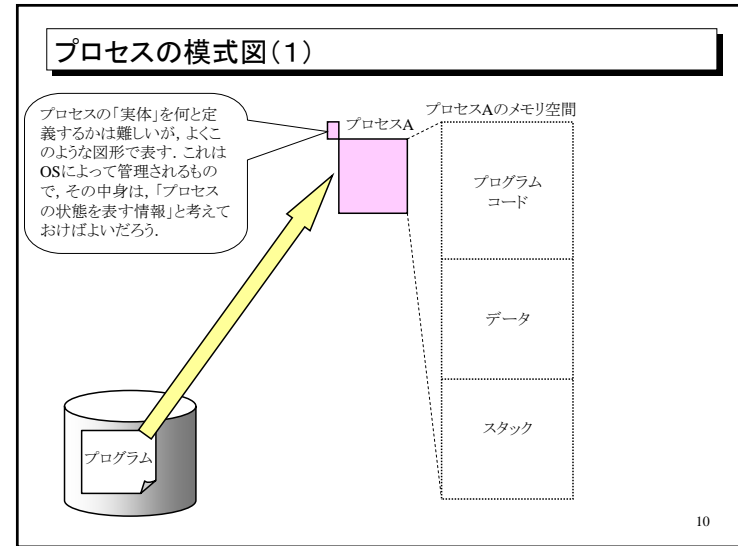 プロセスの模式図（１）
プロセスの「実体」を何と定
義するかは難しいが，よくこ
のような図形で表す．これは
OSによって管理されるもの
で，その中身は，「プロセス
の状態を表す情報」と考えて
おけばよいだろう．
プロセスA
プロセスAのメモリ空間
プログラム
コード
データ
スタック
プログラム
10